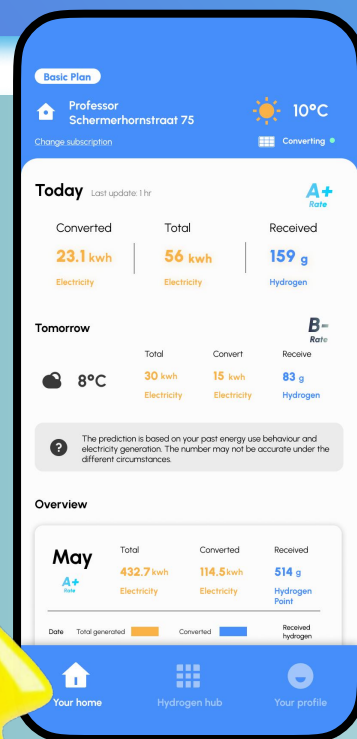 Basic Plan
Professor
Schermerhornstraat 75
10°C
Change subscription
Converting
Today Last update: 1 hr
A+
Rate
Converted Total Received
23.1 kwh 56 kwh 159 g
Electricity Electricity Hydrogen
Tomorrow
B-
Rate
Total Convert Receive
8°C 30 kwh 15 kwh 83 g
Electricity Electricity Hydrogen
? The prediction is based on your past energy use behaviour and
electricity generation. The number may not be accurate under the
different circumstances.
Overview
May Total Converted Received
432.7 kwh 114.5 kwh 514 g
A+
Rate
Electricity Electricity Hydrogen
Point
Date Total generated Converted Received
hydrogen
Your home Hydrogen hub Your profile